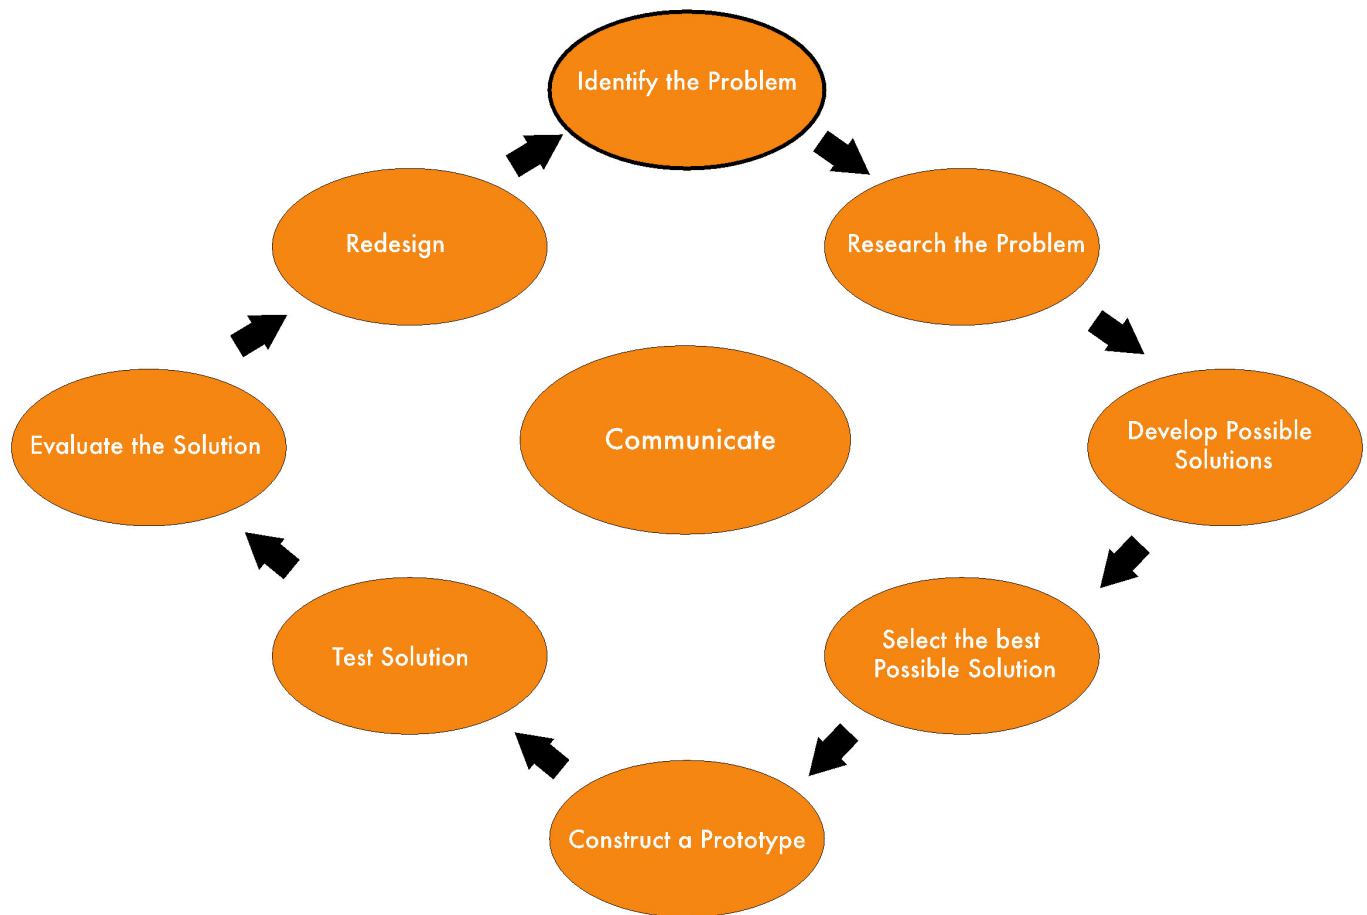 Identify the Problem
Redesign
Research the Problem
Communicate
Evaluate the Solution
Develop Possible
Solutions
Test Solution
Select the best
Possible Solution
Construct a Prototype